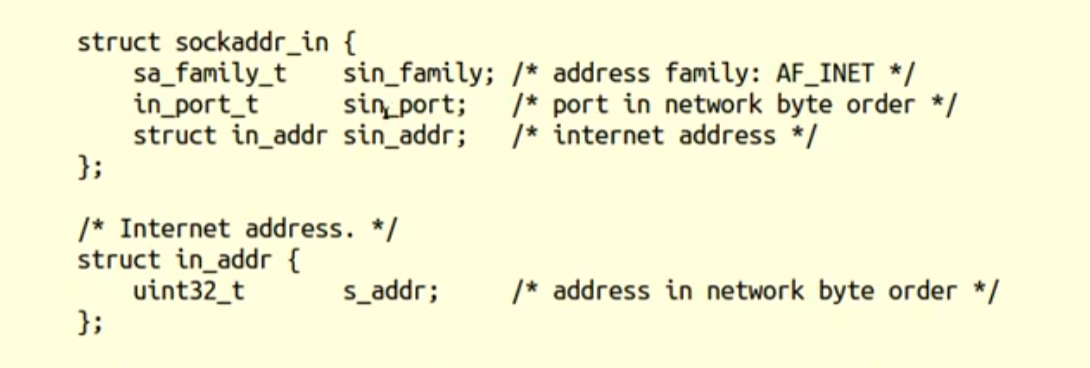 struct sockaddr_in {
    sa_family_t    sin_family; /* address family: AF_INET */
    in_port_t      sin_port;   /* port in network byte order */
    struct in_addr sin_addr;   /* internet address */
};
/* Internet address. */
struct in_addr {
    uint32_t       s_addr;     /* address in network byte order */
};